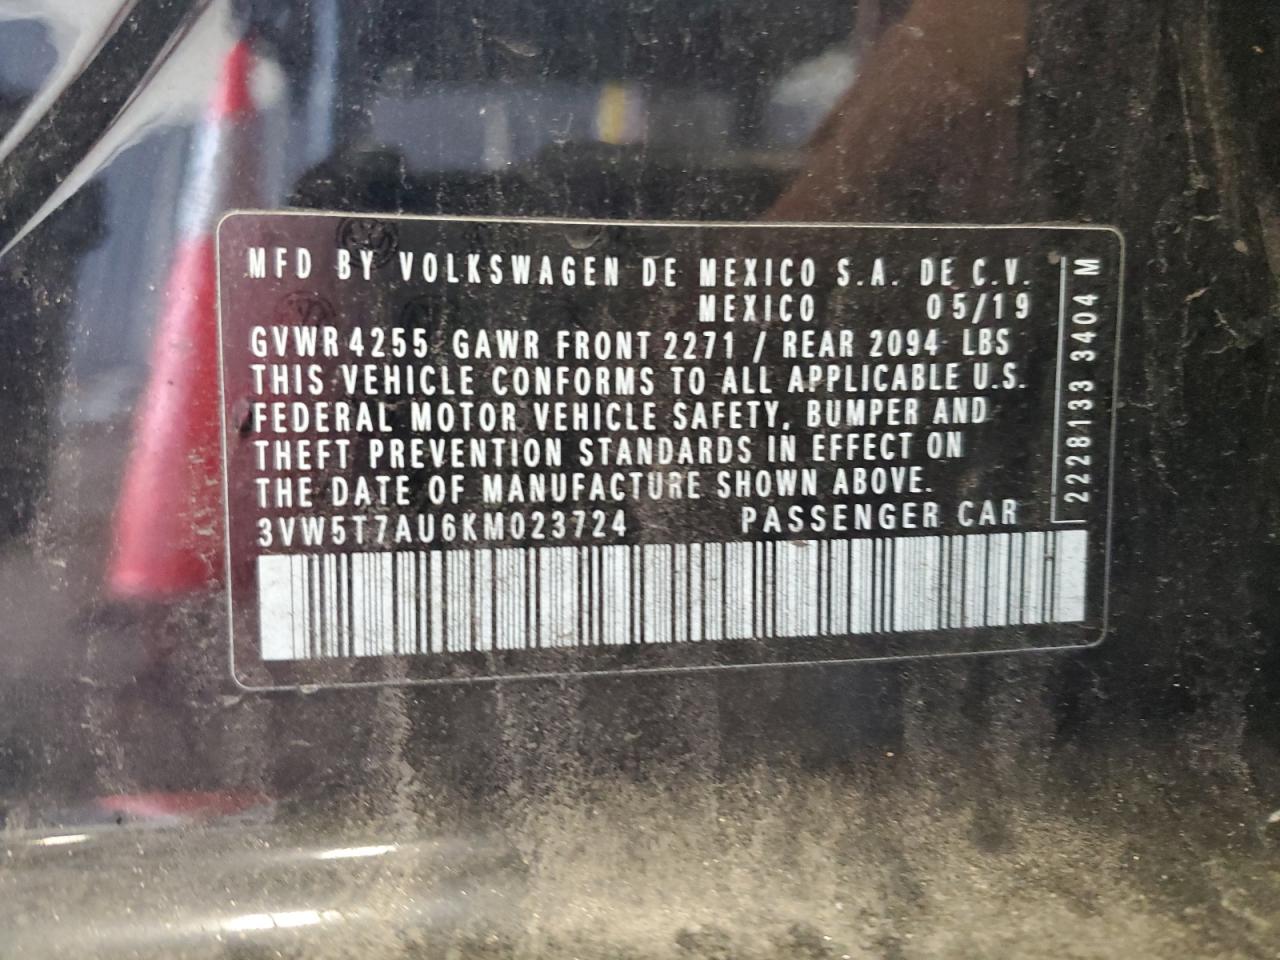 MFD BY VOLKSWAGEN DE MEXICO S.A. DE C.V.
MEXICO 05/19
GVWR 4255 GAWR FRONT 2271 / REAR 2094 LBS
THIS VEHICLE CONFORMS TO ALL APPLICABLE U.S.
FEDERAL MOTOR VEHICLE SAFETY, BUMPER AND
THEFT PREVENTION STANDARDS IN EFFECT ON
THE DATE OF MANUFACTURE SHOWN ABOVE.
3VW5T7AU6KM023724 PASSENGER CAR
2228133 3404 M